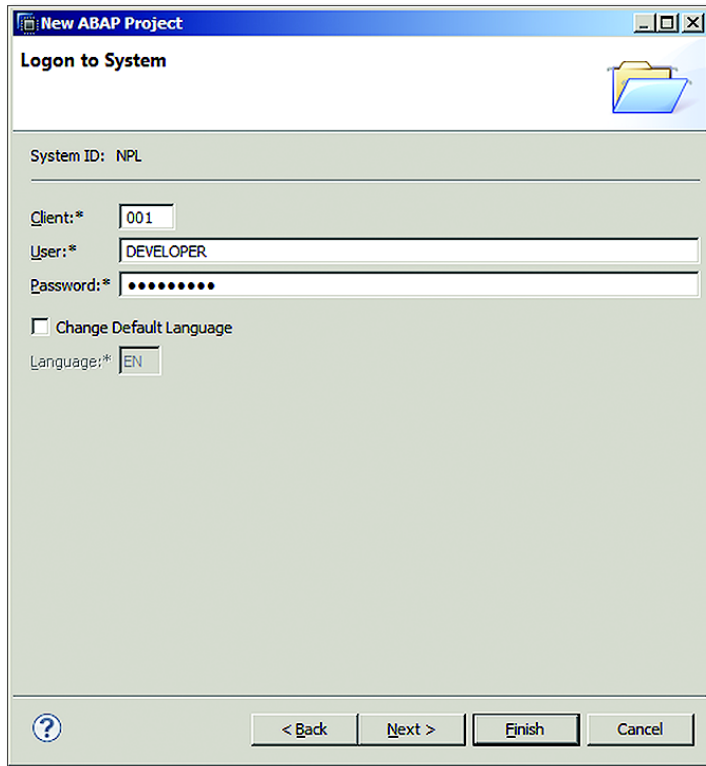 New ABAP Project
Logon to System
System ID: NPL
Client:* 001
User:* DEVELOPER
Password:* ●●●●●●●●●
Change Default Language
Language:* EN
? < Back Next > Finish Cancel